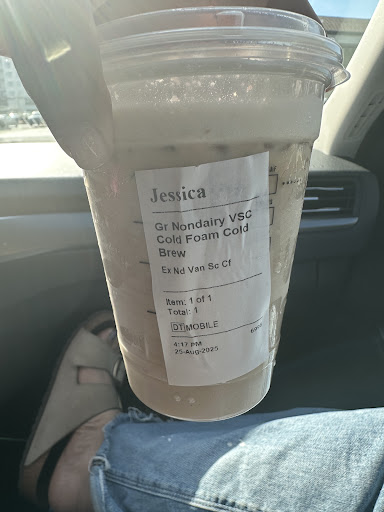 Jessica
Gr Nondairy VSC
Cold Foam Cold
Brew
Ex Nd Van Sc Cf
Item: 1 of 1
Total: 1
DT MOBILE
4:17 PM
25-Aug-2025